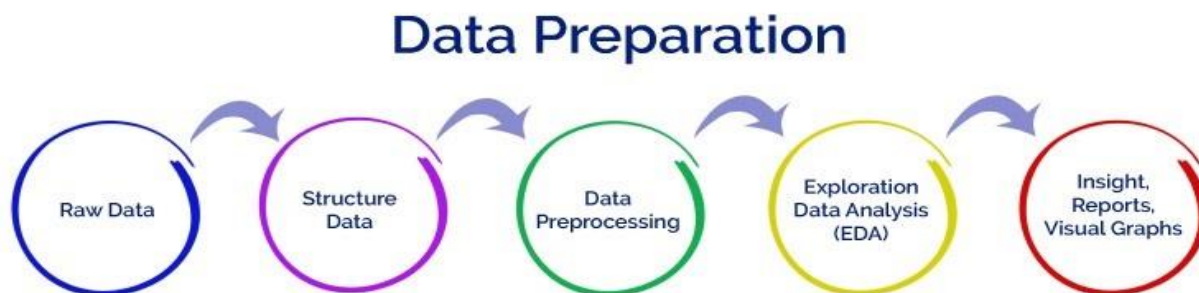 Data Preparation
Raw Data
Structure
Data
Data
Preprocessing
Exploration
Data Analysis
(EDA)
Insight,
Reports,
Visual Graphs